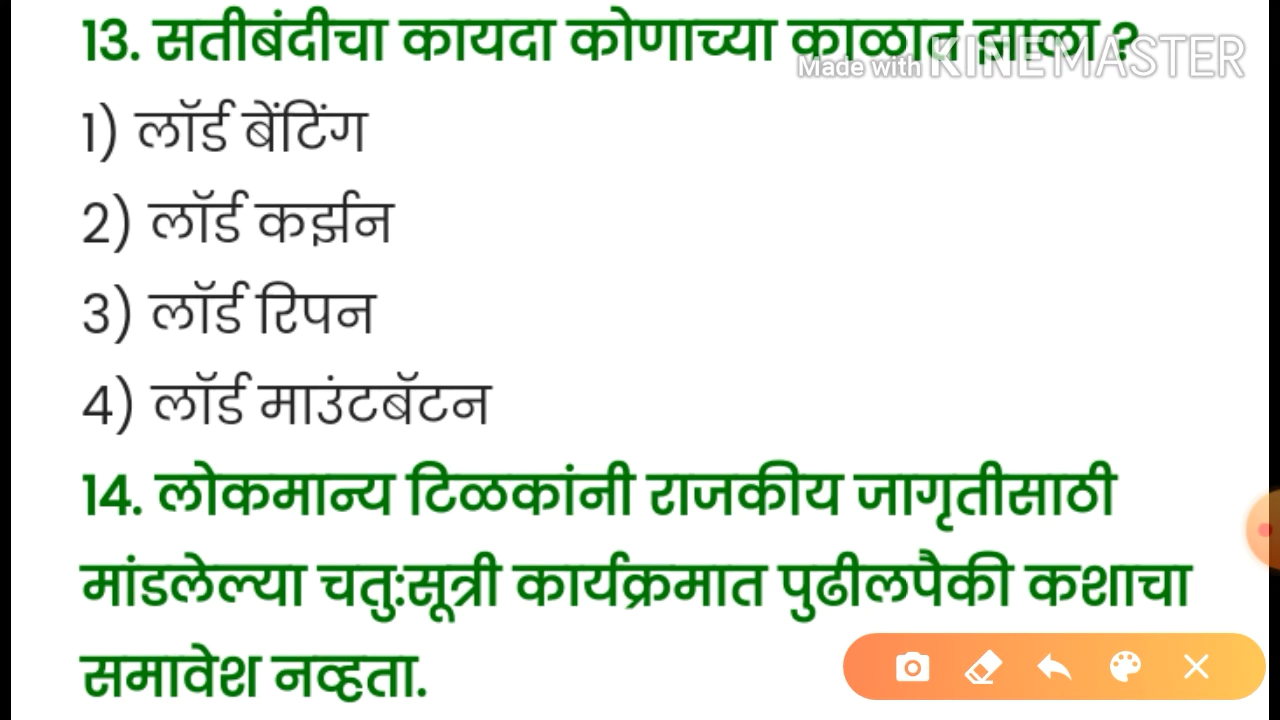 13. सतीबंदीचा कायदा कोणाच्या काळात झाला ?
Made with KINEMASTER
1) लॉर्ड बेंटिंग
2) लॉर्ड कर्झन
3) लॉर्ड रिपन
4) लॉर्ड माउंटबॅटन
14. लोकमान्य टिळकांनी राजकीय जागृतीसाठी
मांडलेल्या चतु:सूत्री कार्यक्रमात पुढीलपैकी कशाचा
समावेश नव्हता.